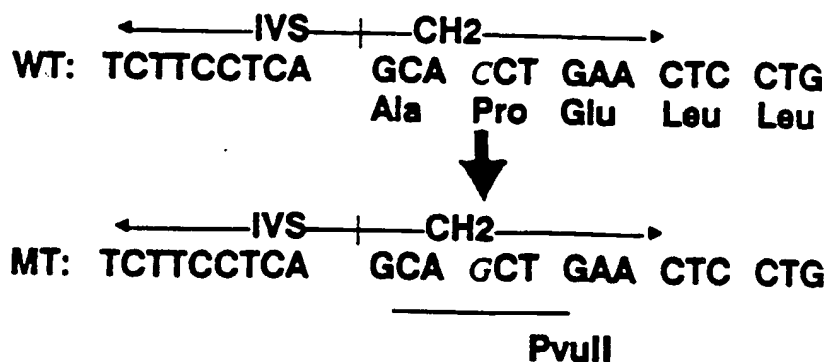 IVS CH2
WT: TCTTCCTCA GCA CCT GAA CTC CTG
Ala Pro Glu Leu Leu
IVS CH2
MT: TCTTCCTCA GCA GCT GAA CTC CTG
PvuII